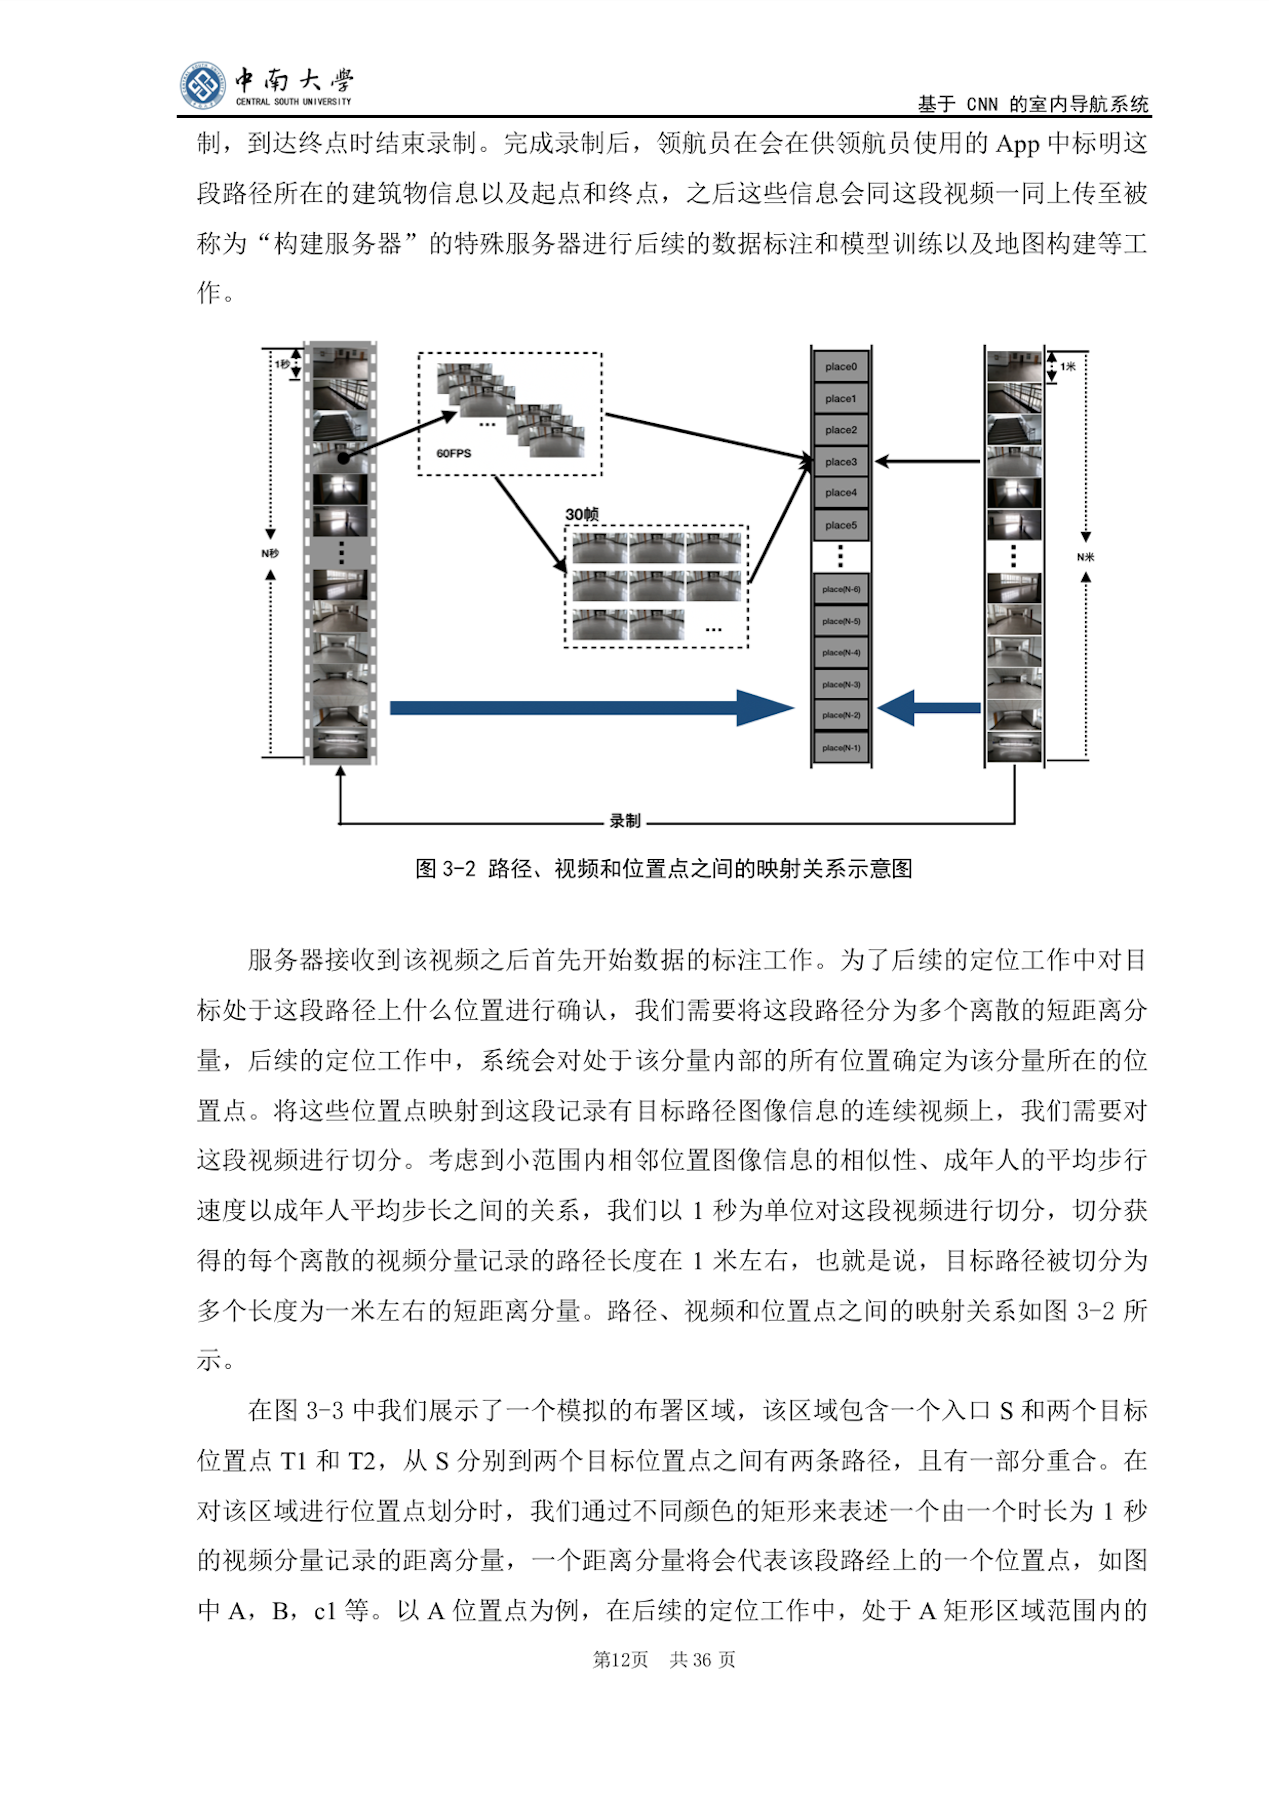 中南大学
CENTRAL SOUTH UNIVERSITY
基于 CNN 的室内导航系统
制，到达终点时结束录制。完成录制后，领航员在会在供领航员使用的 App 中标明这
段路径所在的建筑物信息以及起点和终点，之后这些信息会同这段视频一同上传至被
称为“构建服务器”的特殊服务器进行后续的数据标注和模型训练以及地图构建等工
作。
1秒
N秒
60FPS
...
30帧
...
place0
place1
place2
place3
place4
place5
place(N-6)
place(N-5)
place(N-4)
place(N-3)
place(N-2)
place(N-1)
1米
N米
录制
图 3-2 路径、视频和位置点之间的映射关系示意图
服务器接收到该视频之后首先开始数据的标注工作。为了后续的定位工作中对目
标处于这段路径上什么位置进行确认，我们需要将这段路径分为多个离散的短距离分
量，后续的定位工作中，系统会对处于该分量内部的所有位置确定为该分量所在的位
置点。将这些位置点映射到这段记录有目标路径图像信息的连续视频上，我们需要对
这段视频进行切分。考虑到小范围内相邻位置图像信息的相似性、成年人的平均步行
速度以成年人平均步长之间的关系，我们以 1 秒为单位对这段视频进行切分，切分获
得的每个离散的视频分量记录的路径长度在 1 米左右，也就是说，目标路径被切分为
多个长度为一米左右的短距离分量。路径、视频和位置点之间的映射关系如图 3-2 所
示。
在图 3-3 中我们展示了一个模拟的布署区域，该区域包含一个入口 S 和两个目标
位置点 T1 和 T2，从 S 分别到两个目标位置点之间有两条路径，且有一部分重合。在
对该区域进行位置点划分时，我们通过不同颜色的矩形来表述一个由一个时长为 1 秒
的视频分量记录的距离分量，一个距离分量将会代表该段路经上的一个位置点，如图
中 A，B，c1 等。以 A 位置点为例，在后续的定位工作中，处于 A 矩形区域范围内的
第12页 共 36 页